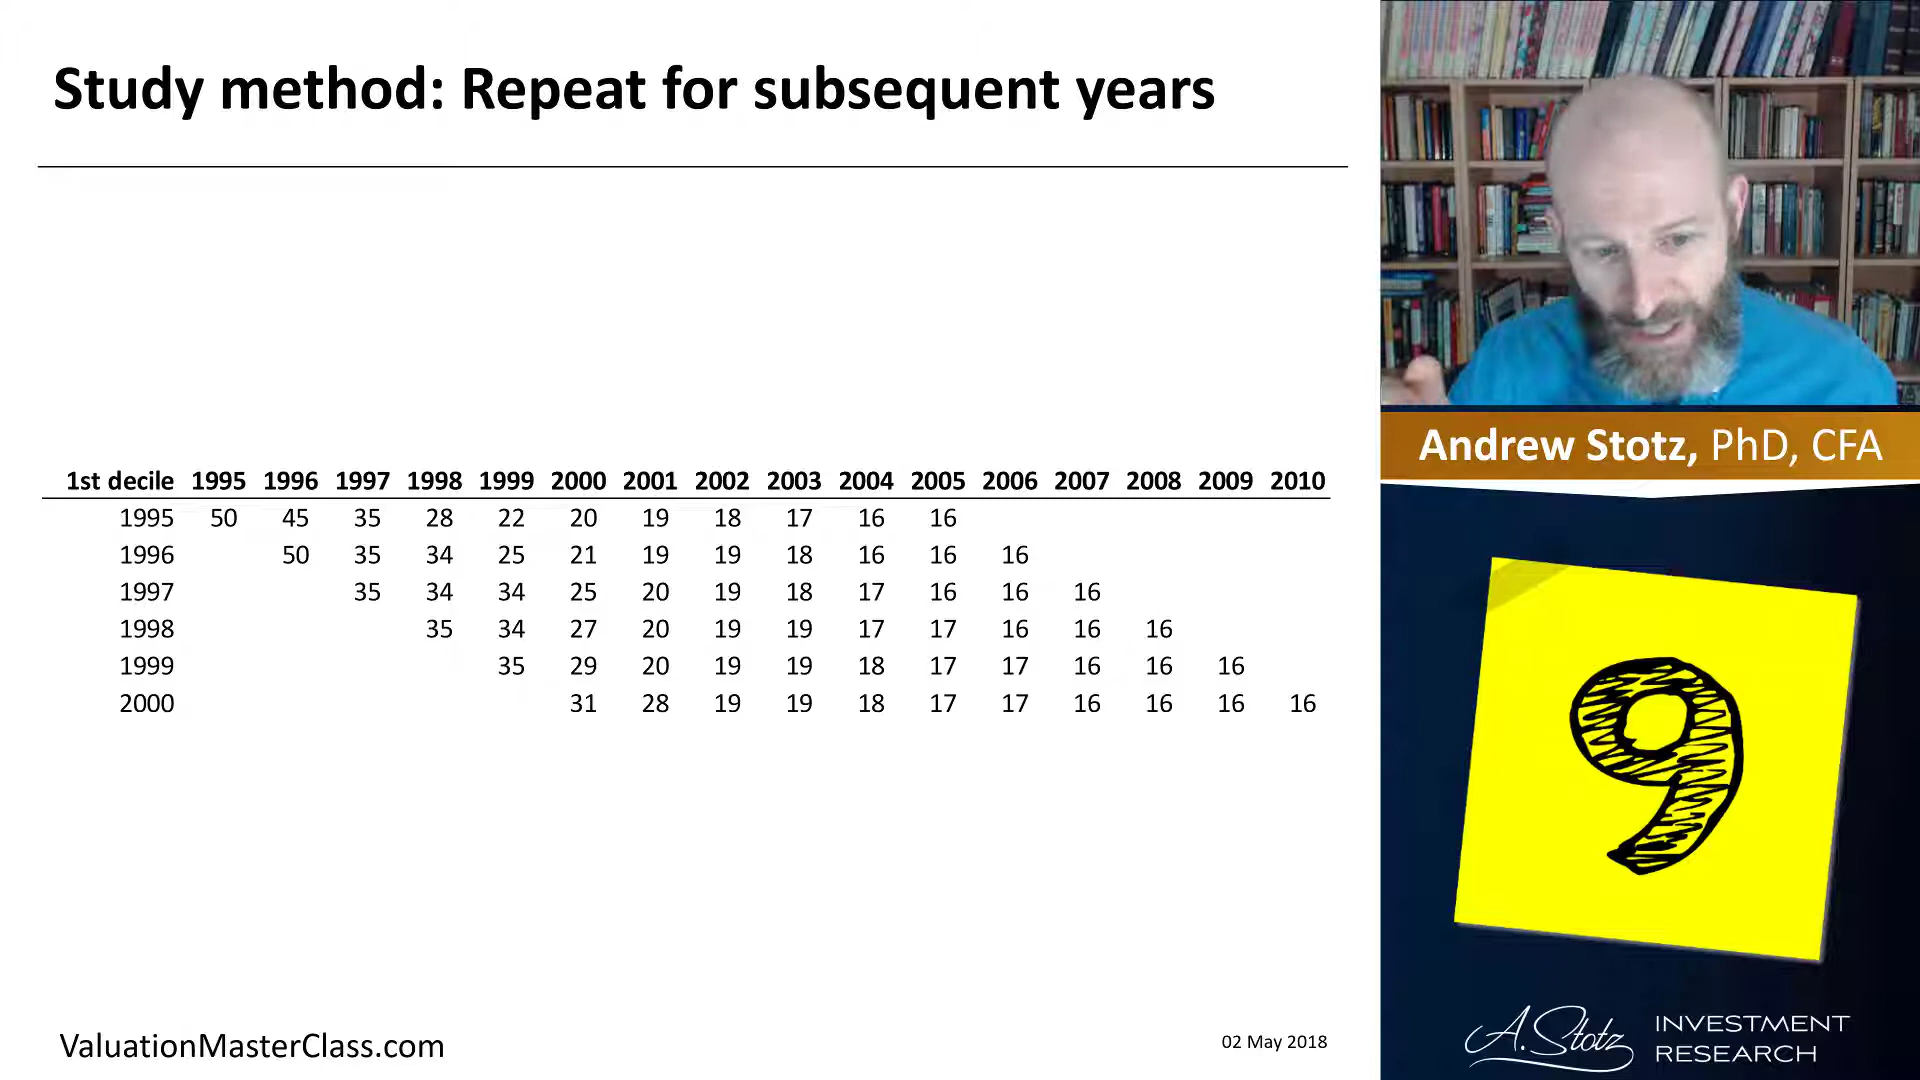 Study method: Repeat for subsequent years
1st decile 1995 1996 1997 1998 1999 2000 2001 2002 2003 2004 2005 2006 2007 2008 2009 2010
1995 50 45 35 28 22 20 19 18 17 16 16
1996 50 35 34 25 21 19 19 18 16 16 16
1997 35 34 34 25 20 19 18 17 16 16 16
1998 35 34 27 20 19 19 17 17 16 16 16
1999 35 29 20 19 19 18 17 17 16 16 16
2000 31 28 19 19 18 17 17 16 16 16 16
ValuationMasterClass.com
02 May 2018
Andrew Stotz, PhD, CFA
9
A. Stotz
INVESTMENT
RESEARCH